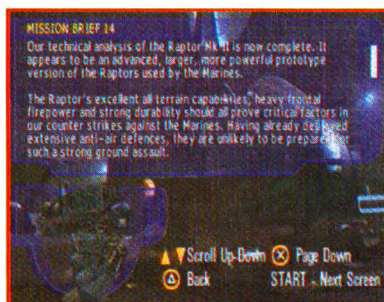 MISSION BRIEF 14
Our technical analysis of the Raptor Mk II is now complete. It
appears to be an advanced, larger, more powerful prototype
version of the Raptors used by the Marines.
The Raptor's excellent all terrain capabilities, heavy frontal
firepower and strong durability should all prove critical factors in
our counter strikes against the Marines. Having already deployed
extensive anti-air defences, they are unlikely to be prepared for
such a strong ground assault.
Scroll Up-Down Page Down
Back START - Next Screen